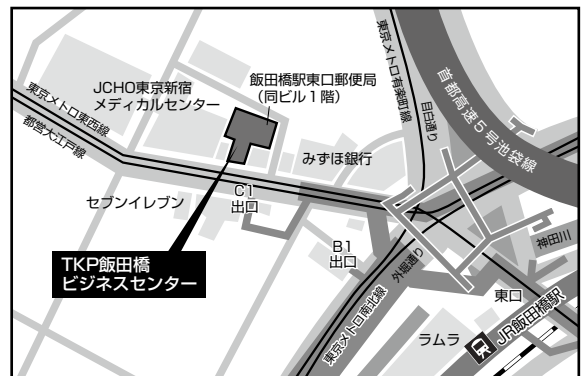 JCHO東京新宿
メディカルセンター
飯田橋駅東口郵便局
（同ビル1階）
東京メトロ有楽町線
目白通り
首都高速5号池袋線
東京メトロ東西線
都営大江戸線
みずほ銀行
セブンイレブン
C1
出口
B1
出口
外堀通り
神田川
TKP飯田橋
ビジネスセンター
東京メトロ南北線
東口
ラムラ
JR飯田橋駅